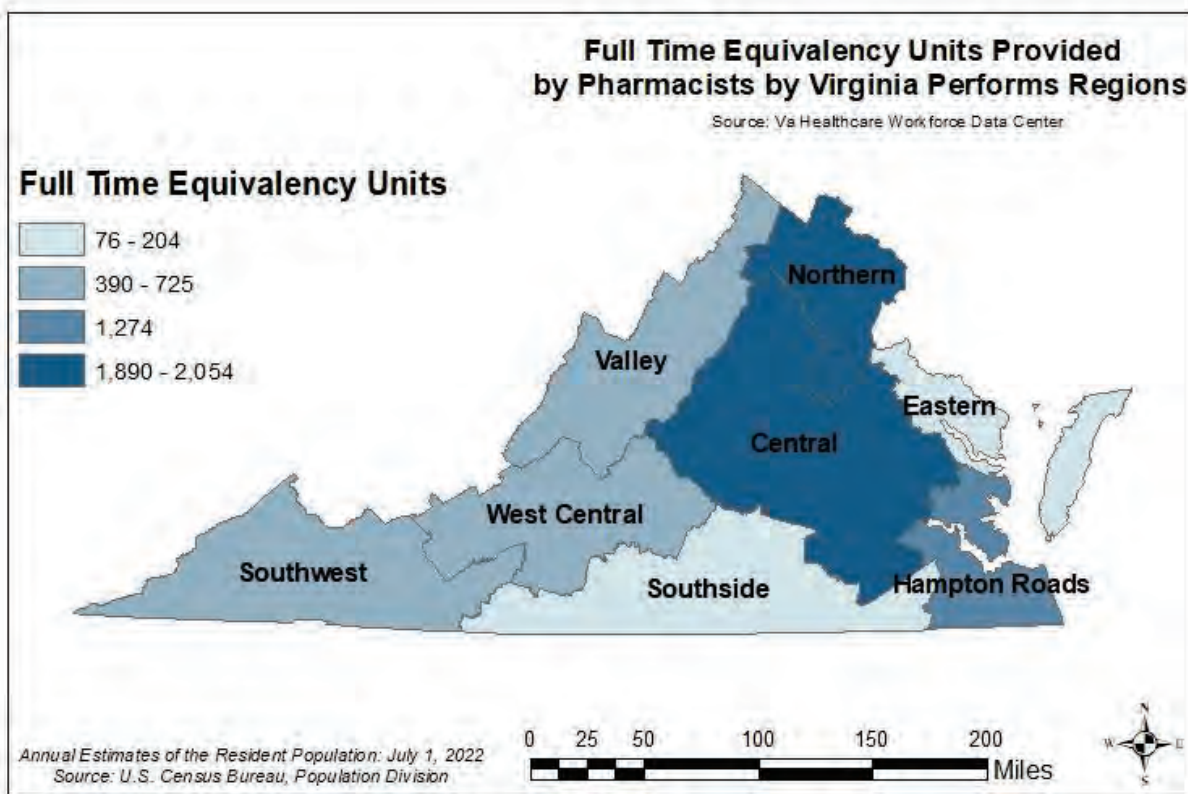 Full Time Equivalency Units Provided
by Pharmacists by Virginia Performs Regions
Source: Va Healthcare Workforce Data Center
Full Time Equivalency Units
76 - 204
390 - 725
1,274
1,890 - 2,054
Northern
Valley
Eastern
Central
West Central
Southwest
Southside
Hampton Roads
Annual Estimates of the Resident Population: July 1, 2022
Source: U.S. Census Bureau, Population Division
0 25 50 100 150 200
Miles
N
W E
S